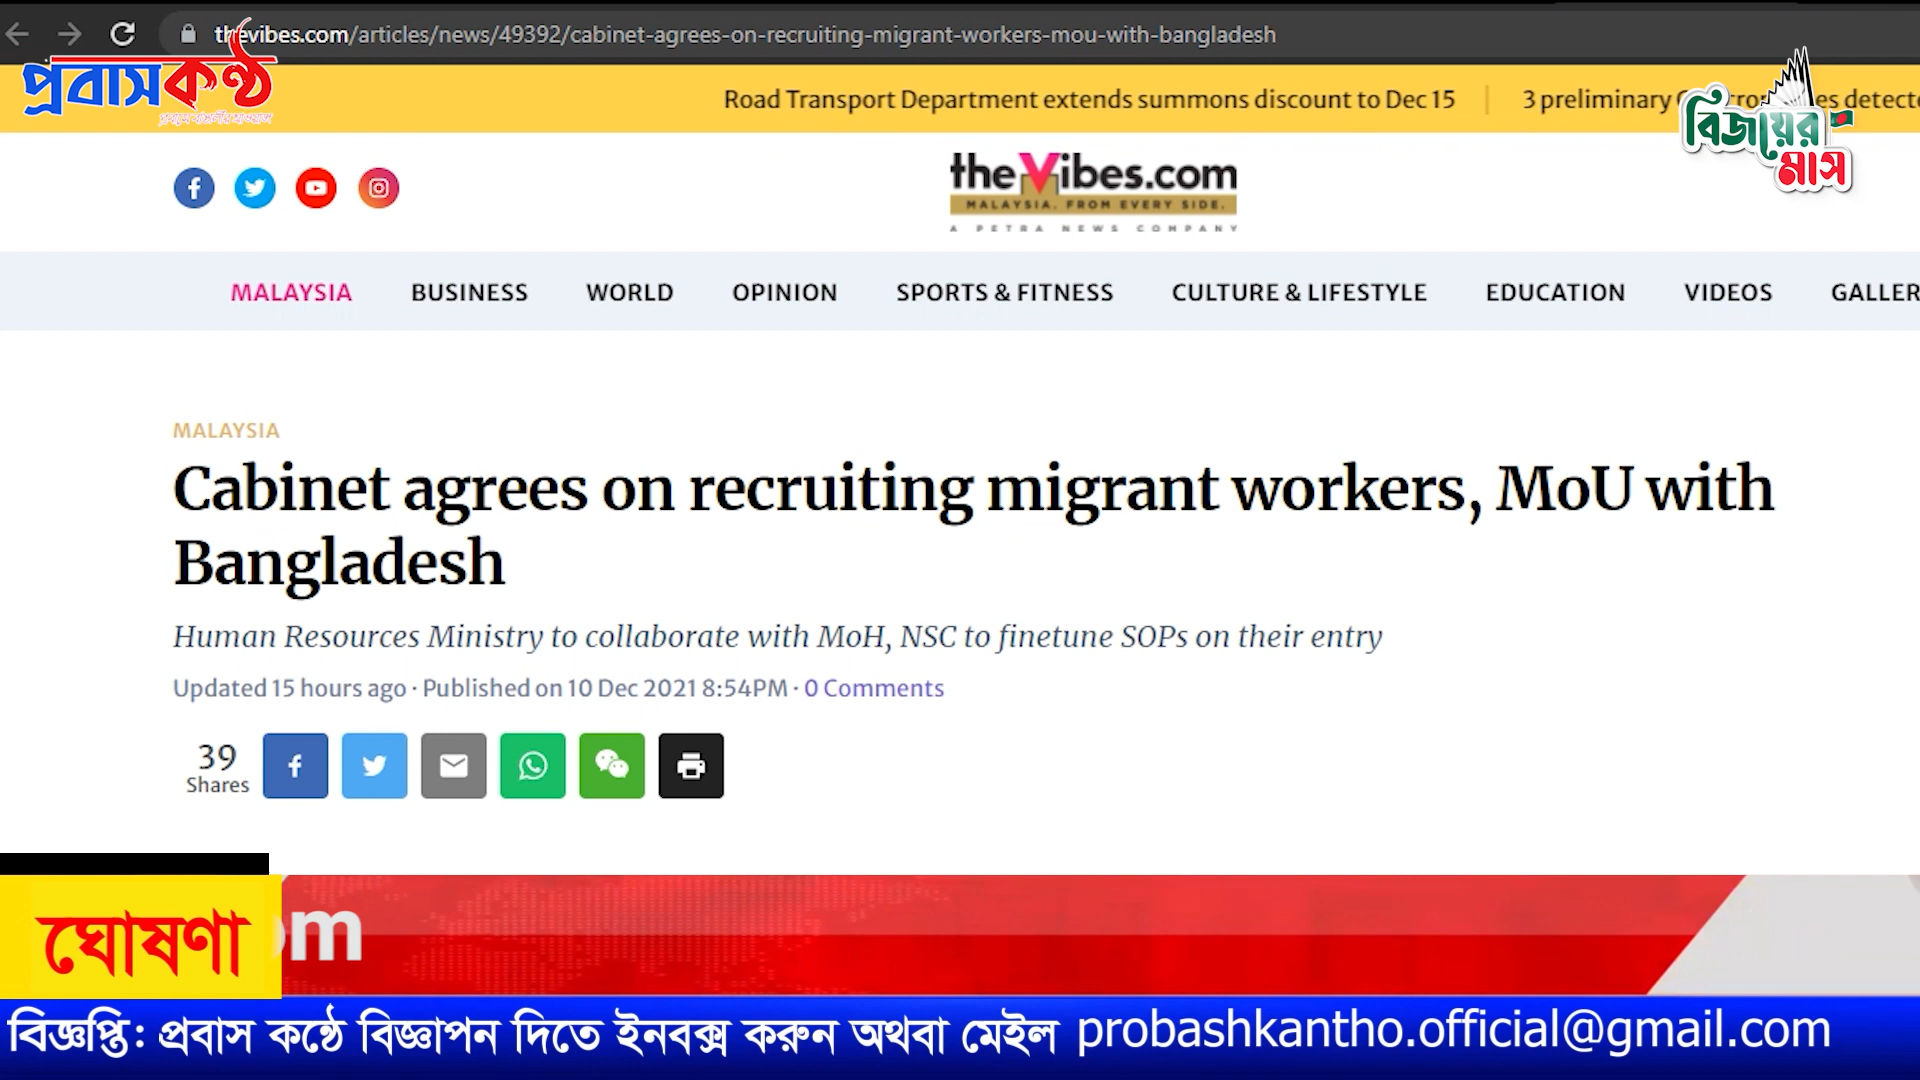 thevibes.com/articles/news/49392/cabinet-agrees-on-recruiting-migrant-workers-mou-with-bangladesh
প্রবাসকন্ঠ
Road Transport Department extends summons discount to Dec 15
3 preliminary
detecte
বিজয়ের
মাস
theVibes.com
MALAYSIA. FROM EVERY SIDE.
A PETRA NEWS COMPANY
MALAYSIA BUSINESS WORLD OPINION SPORTS & FITNESS CULTURE & LIFESTYLE EDUCATION VIDEOS GALLER
MALAYSIA
Cabinet agrees on recruiting migrant workers, MoU with
Bangladesh
Human Resources Ministry to collaborate with MoH, NSC to finetune SOPs on their entry
Updated 15 hours ago · Published on 10 Dec 2021 8:54PM · 0 Comments
39
Shares
ঘোষণা
om
বিজ্ঞপ্তি: প্রবাস কন্ঠে বিজ্ঞাপন দিতে ইনবক্স করুন অথবা মেইল probashkantho.official@gmail.com